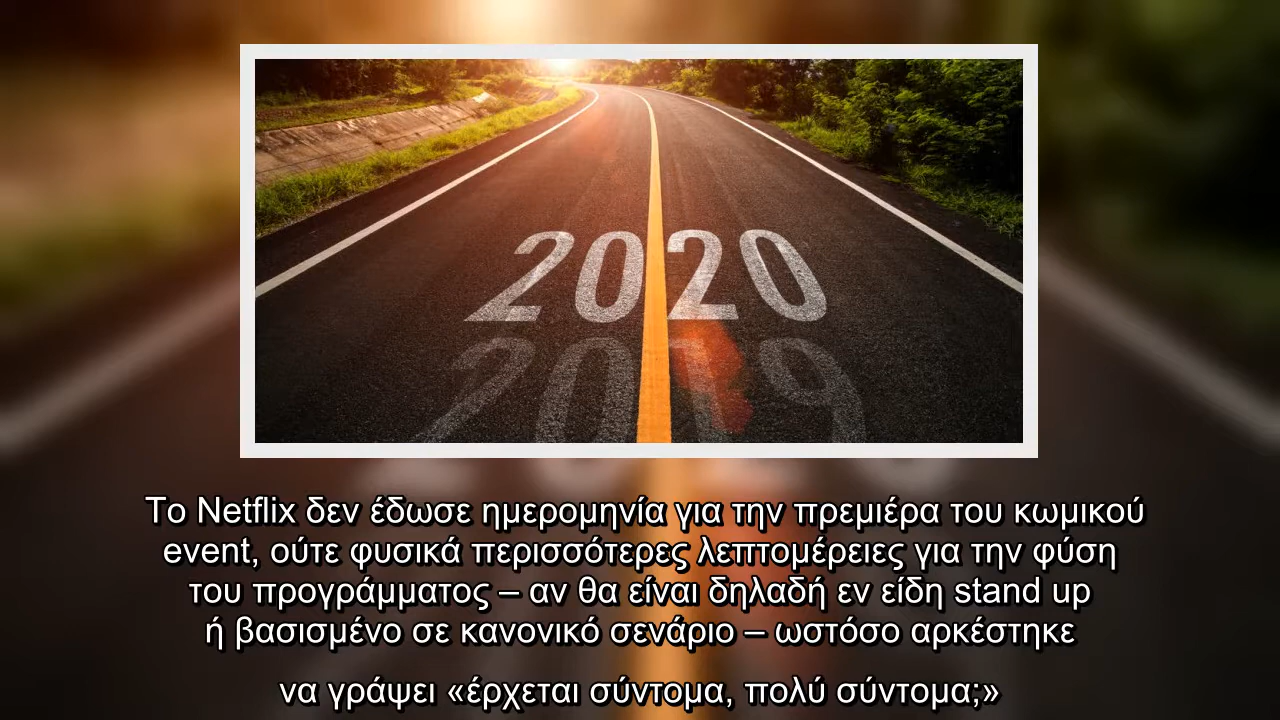 2020
2019
Το Netflix δεν έδωσε ημερομηνία για την πρεμιέρα του κωμικού
event, ούτε φυσικά περισσότερες λεπτομέρειες για την φύση
του προγράμματος – αν θα είναι δηλαδή εν είδη stand up
ή βασισμένο σε κανονικό σενάριο – ωστόσο αρκέστηκε
να γράψει «έρχεται σύντομα, πολύ σύντομα;»